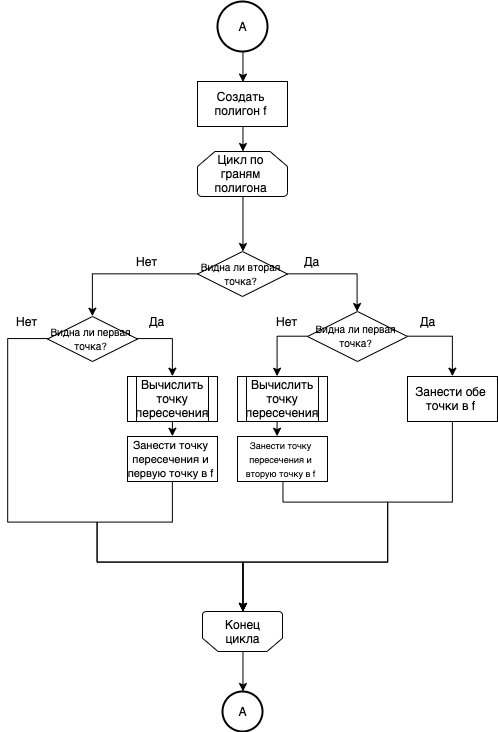 A
Создать
полигон f
Цикл по
граням
полигона
Нет
Видна ли вторая
точка?
Да
Нет
Видна ли первая
точка?
Да
Нет
Видна ли первая
точка?
Да
Вычислить
точку
пересечения
Вычислить
точку
пересечения
Занести обе
точки в f
Занести точку
пересечения и
первую точку в f
Занести точку
пересечения и
вторую точку в f
Конец
цикла
A